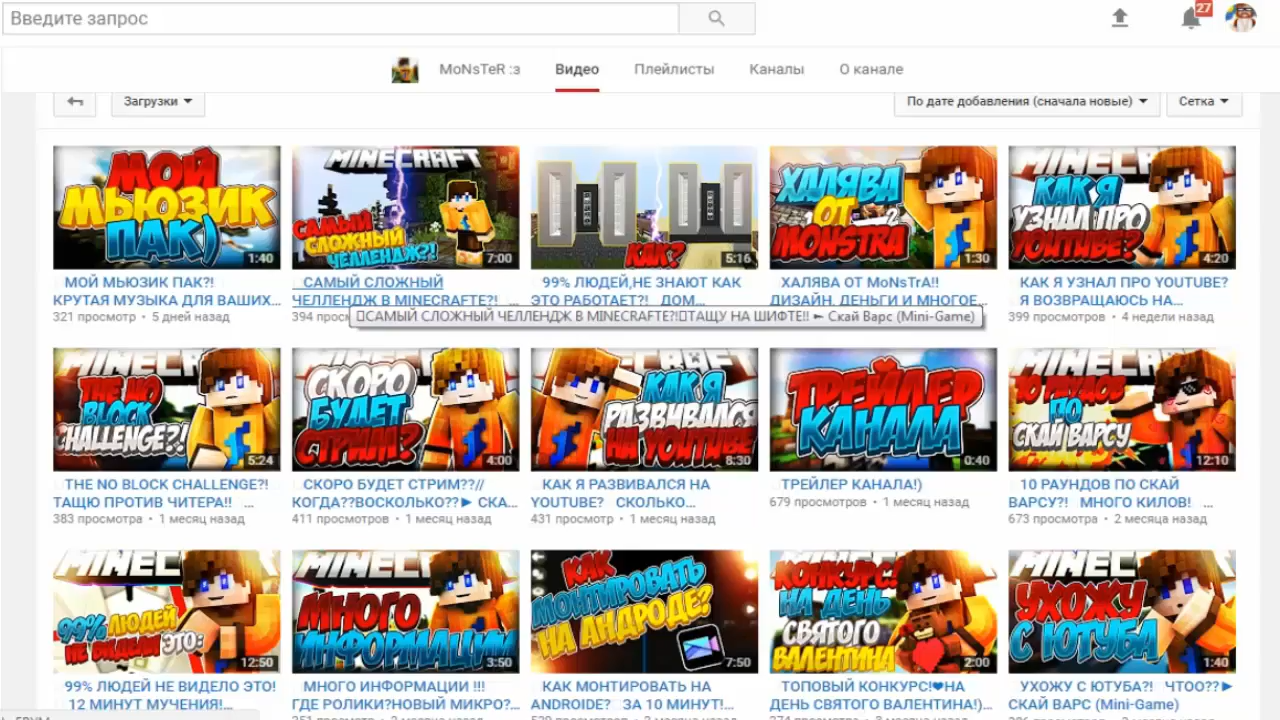 Введите запрос
27
MoNsTeR :з Видео Плейлисты Каналы О канале
Загрузки По дате добавления (сначала новые) Сетка
МОЙ
МЬЮЗИК
ПАК)
1:40
МОЙ МЬЮЗИК ПАК?!
КРУТАЯ МУЗЫКА ДЛЯ ВАШИХ...
321 просмотр • 5 дней назад
MINECRAFT
САМЫЙ
СЛОЖНЫЙ
ЧЕЛЛЕНДЖ?!
7:00
САМЫЙ СЛОЖНЫЙ
ЧЕЛЛЕНДЖ В MINECRAFTE?! ...
КАК?
5:16
99% ЛЮДЕЙ,НЕ ЗНАЮТ КАК
ЭТО РАБОТАЕТ?! ДОМ...
ХАЛЯВА
ОТ
MONSTRA
1:30
ХАЛЯВА ОТ MoNsTrA!!
ДИЗАЙН, ДЕНЬГИ И МНОГОЕ...
КАК Я
УЗНАЛ ПРО
YOUTUBE?
4:20
КАК Я УЗНАЛ ПРО YOUTUBE?
Я ВОЗВРАЩАЮСЬ НА...
399 просмотров • 4 недели назад
САМЫЙ СЛОЖНЫЙ ЧЕЛЛЕНДЖ В MINECRAFTE?! ТАЩУ НА ШИФТЕ!! ► Скай Варс (Mini-Game)
THE NO
BLOCK
CHALLENGE?!
5:24
THE NO BLOCK CHALLENGE?!
ТАЩЮ ПРОТИВ ЧИТЕРА!! ...
383 просмотра • 1 месяц назад
СКОРО
БУДЕТ
СТРИМ?
4:00
СКОРО БУДЕТ СТРИМ??//
КОГДА??ВОСКОЛЬКО??► СКА...
411 просмотров • 1 месяц назад
КАК Я
РАЗВИВАЛСЯ
НА YOUTUBE
8:30
КАК Я РАЗВИВАЛСЯ НА
YOUTUBE? СКОЛЬКО...
431 просмотр • 1 месяц назад
ТРЕЙЛЕР
КАНАЛА
0:40
ТРЕЙЛЕР КАНАЛА!)
679 просмотров • 1 месяц назад
10 РАУНДОВ
ПО
СКАЙ ВАРСУ
12:10
10 РАУНДОВ ПО СКАЙ
ВАРСУ?! МНОГО КИЛОВ! ...
673 просмотра • 2 месяца назад
99% ЛЮДЕЙ
НЕ ВИДЕЛИ ЭТО:
12:50
99% ЛЮДЕЙ НЕ ВИДЕЛО ЭТО!
12 МИНУТ МУЧЕНИЯ!...
МНОГО
ИНФОРМАЦИИ
3:50
МНОГО ИНФОРМАЦИИ !!!
ГДЕ РОЛИКИ?НОВЫЙ МИКРО?...
КАК
МОНТИРОВАТЬ
НА АНДРОДЕ?
7:50
КАК МОНТИРОВАТЬ НА
ANDROIDE? ЗА 10 МИНУТ!...
КОНКУРС!
НА ДЕНЬ
СВЯТОГО
ВАЛЕНТИНА
2:00
ТОПОВЫЙ КОНКУРС!❤НА
ДЕНЬ СВЯТОГО ВАЛЕНТИНА!)...
УХОЖУ
С ЮТУБА
1:40
УХОЖУ С ЮТУБА?! ЧТОО??►
СКАЙ ВАРС (Mini-Game)